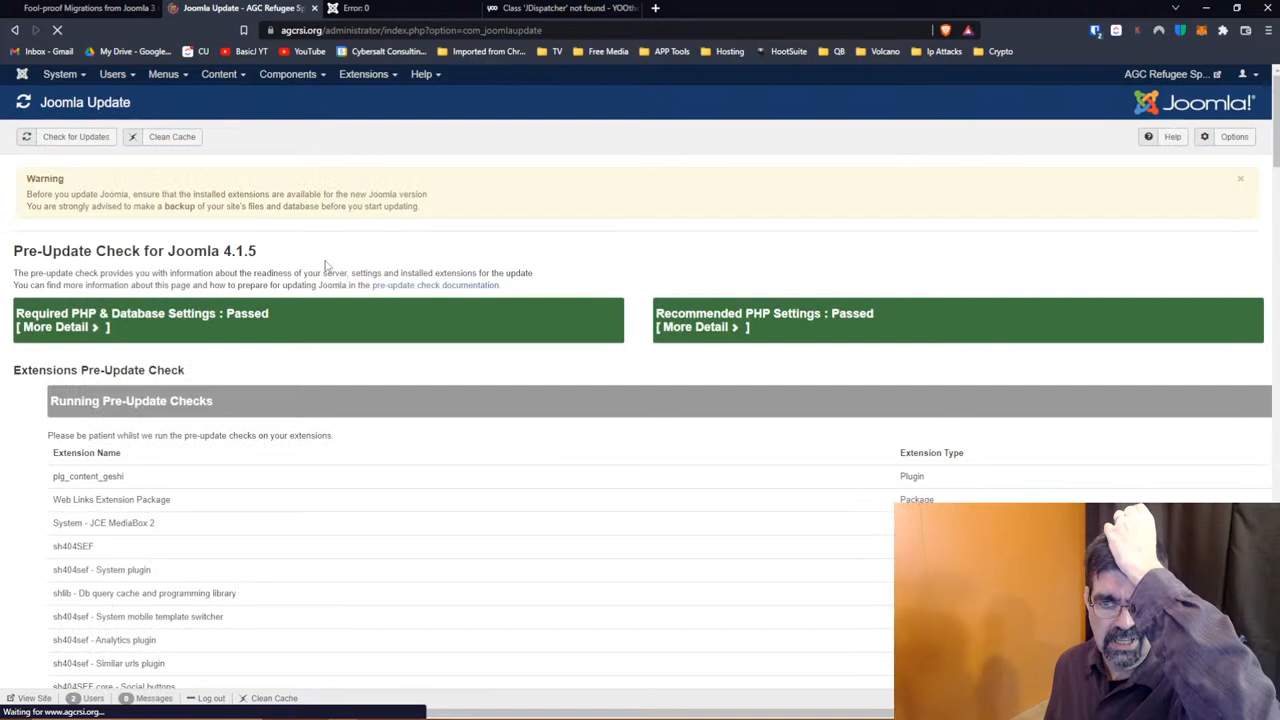 Fool-proof Migrations from Joomla 3
Joomla Update - AGC Refugee Sp
Error: 0
Class 'JDispatcher' not found - YOOth
agcrsi.org/administrator/index.php?option=com_joomlaupdate
Inbox - Gmail
My Drive - Google...
CU
BasicJ YT
YouTube
Cybersalt Consulting...
Imported from Chr...
TV
Free Media
APP Tools
Hosting
HootSuite
QB
Volcano
Ip Attacks
Crypto
System
Users
Menus
Content
Components
Extensions
Help
AGC Refugee Sp...
Joomla Update
Joomla!
Check for Updates
Clean Cache
Help
Options
Warning
Before you update Joomla, ensure that the installed extensions are available for the new Joomla version
You are strongly advised to make a backup of your site's files and database before you start updating.
Pre-Update Check for Joomla 4.1.5
The pre-update check provides you with information about the readiness of your server, settings and installed extensions for the update
You can find more information about this page and how to prepare for updating Joomla in the pre-update check documentation.
Required PHP & Database Settings : Passed
[ More Detail > ]
Recommended PHP Settings : Passed
[ More Detail > ]
Extensions Pre-Update Check
Running Pre-Update Checks
Please be patient whilst we run the pre-update checks on your extensions.
Extension Name
Extension Type
plg_content_geshi
Plugin
Web Links Extension Package
Package
System - JCE MediaBox 2
sh404SEF
sh404sef - System plugin
shlib - Db query cache and programming library
sh404sef - System mobile template switcher
sh404sef - Analytics plugin
sh404sef - Similar urls plugin
sh404SEF core - Social buttons
View Site
2 Users
0 Messages
Log out
Clean Cache
Waiting for www.agcrsi.org...